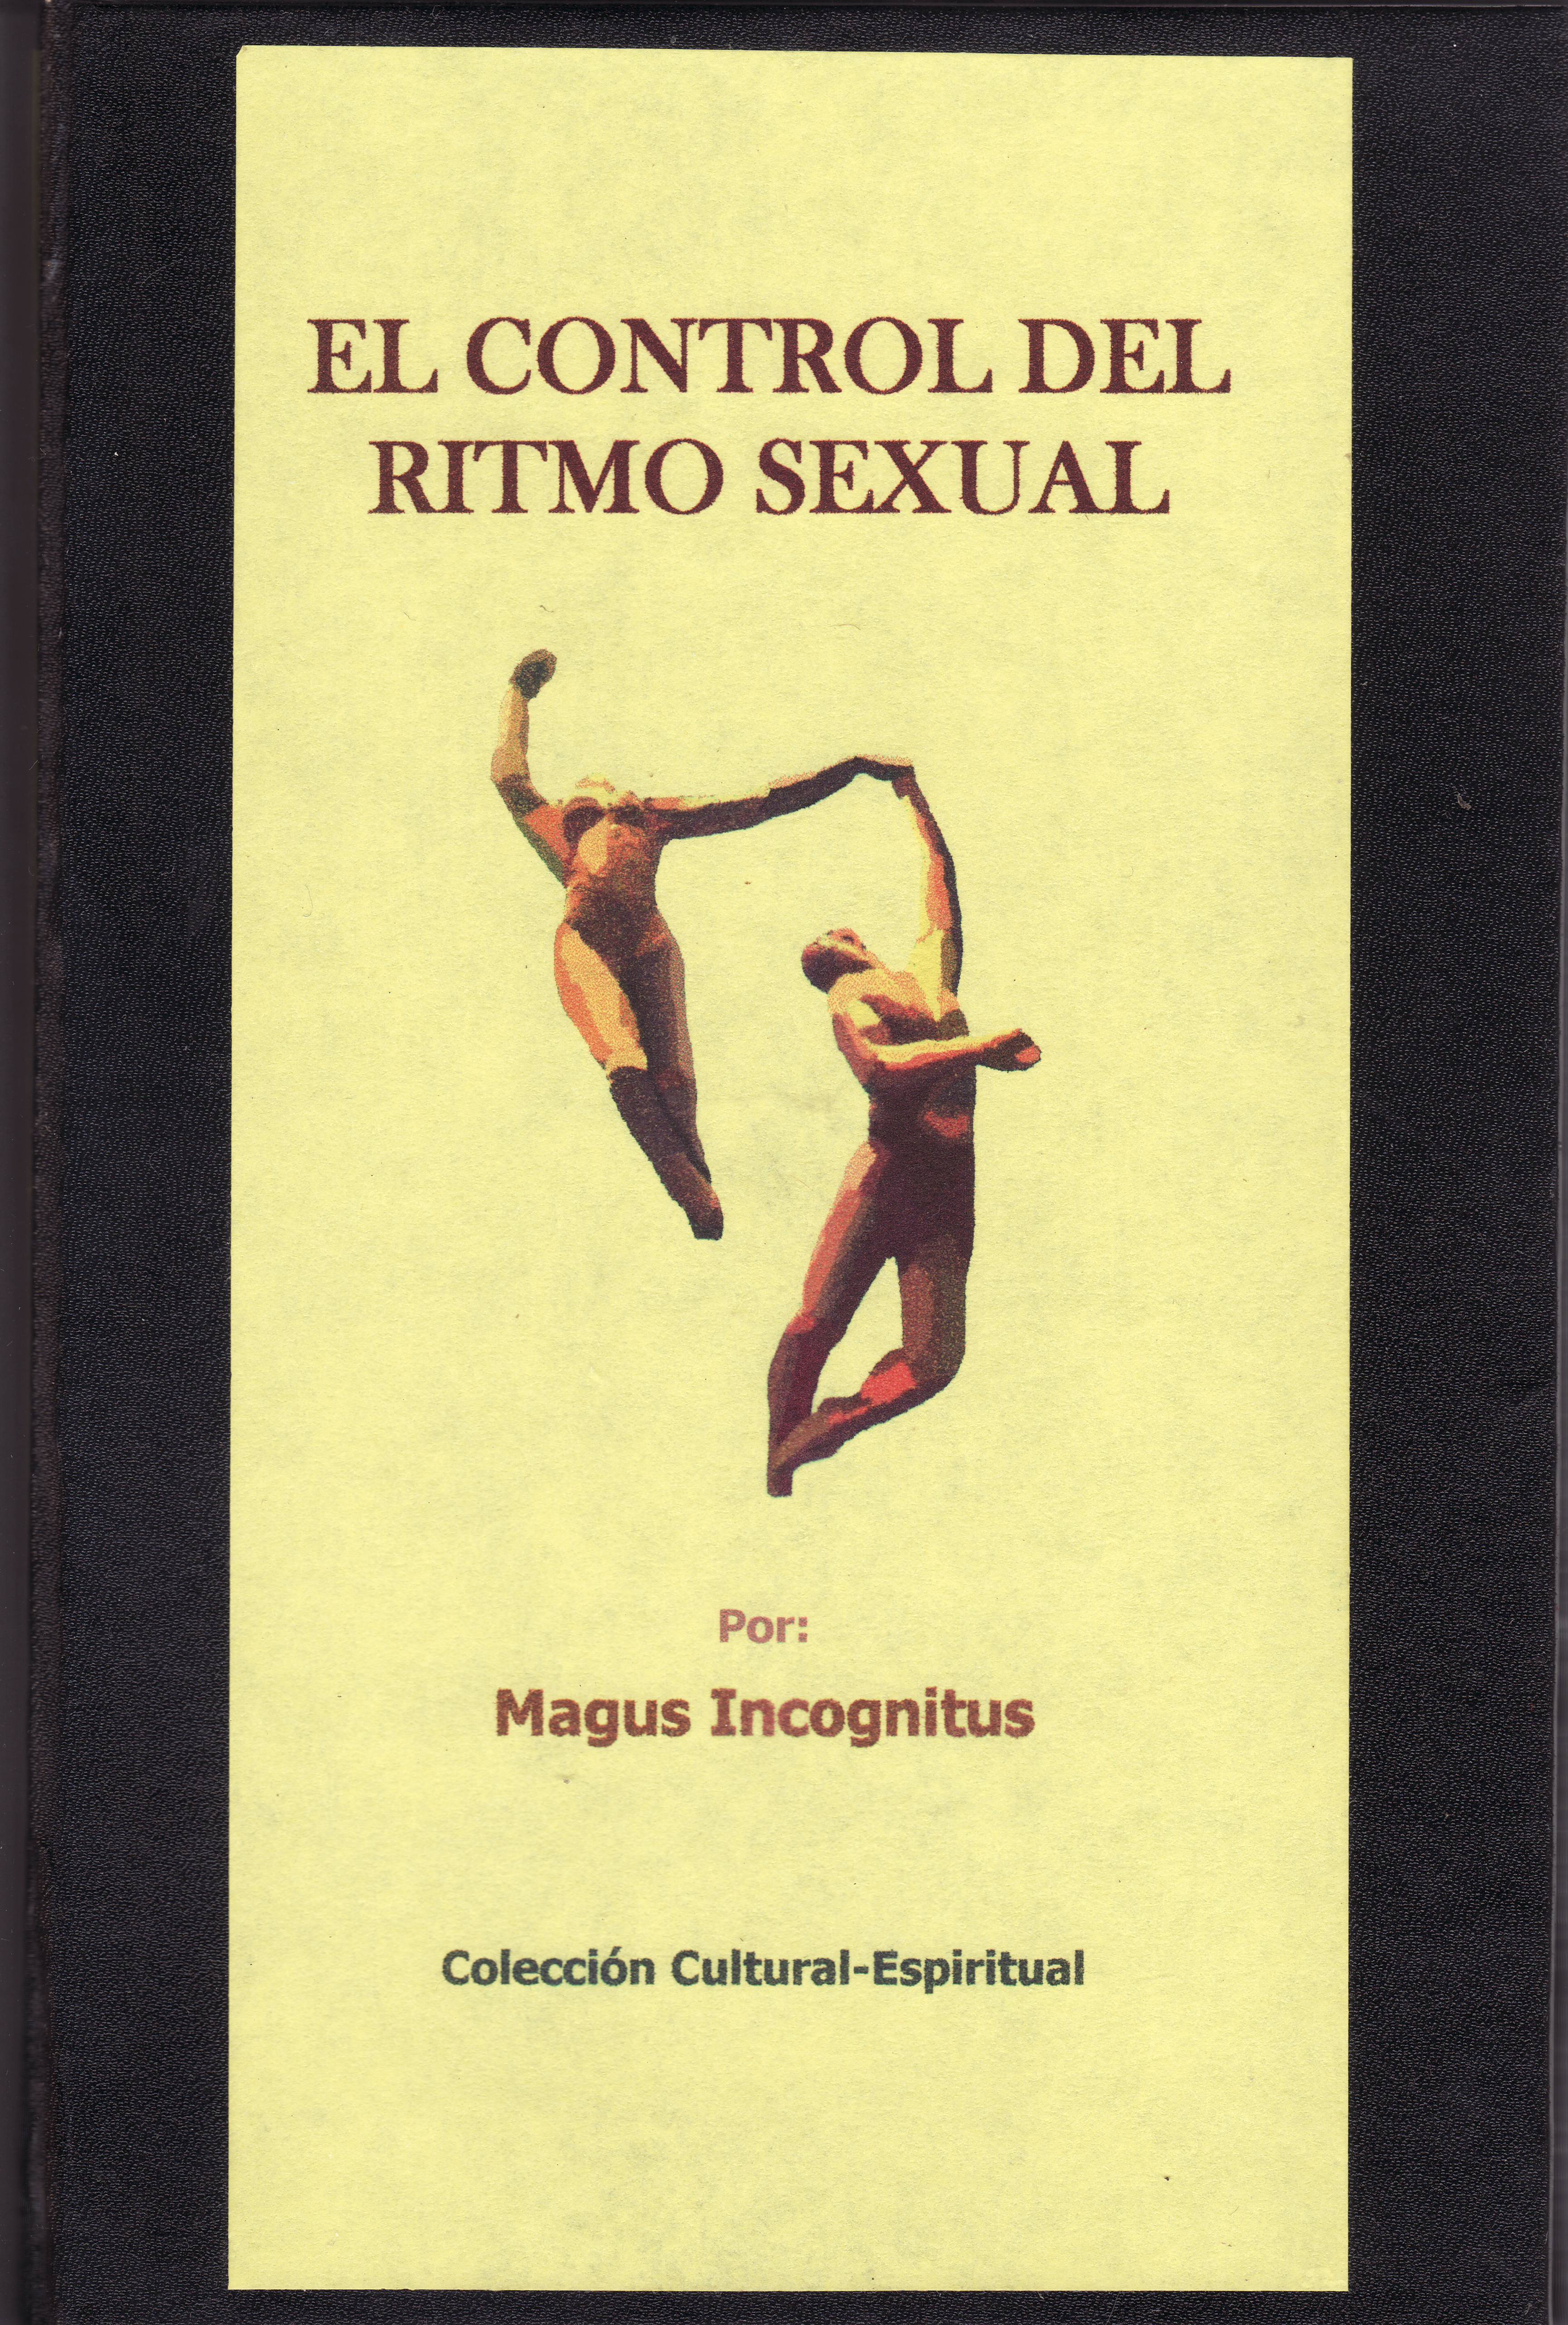 EL CONTROL DEL
RITMO SEXUAL
Por:
Magus Incognitus
Colección Cultural-Espiritual